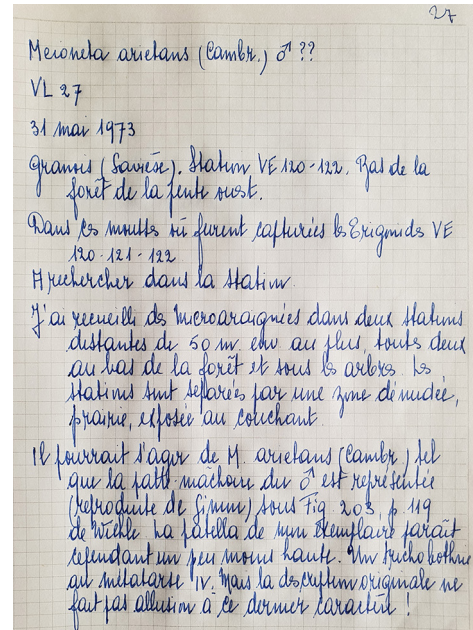 27
Meioneta arietans (Cambr.) ♂ ??
VL 27
31 mai 1973
Granois (Savièse). Station VE 120-122. Bas de la
forêt de la pente ouest.
Dans les mousses où furent capturées les Erigonids VE
120-121-122
A rechercher dans la station
J'ai recueilli des microaraignées dans deux stations
distantes de 50 m env au plus, toutes deux
au bas de la forêt et sous les arbres. Les
stations sont séparées par une zone dénudée,
prairie, exposée au couchant.
Il pourrait s'agir de M. arietans (Cambr.) tel
que la patte-mâchoire du ♂ est représentée
(reproduite de Simon) sous Fig. 203, p. 119
de Wiehle. La patella de mon exemplaire paraît
cependant un peu moins haute. Un trichobothrie
au métatarse IV. Mais la description originale ne
fait pas allusion à ce dernier caractère !